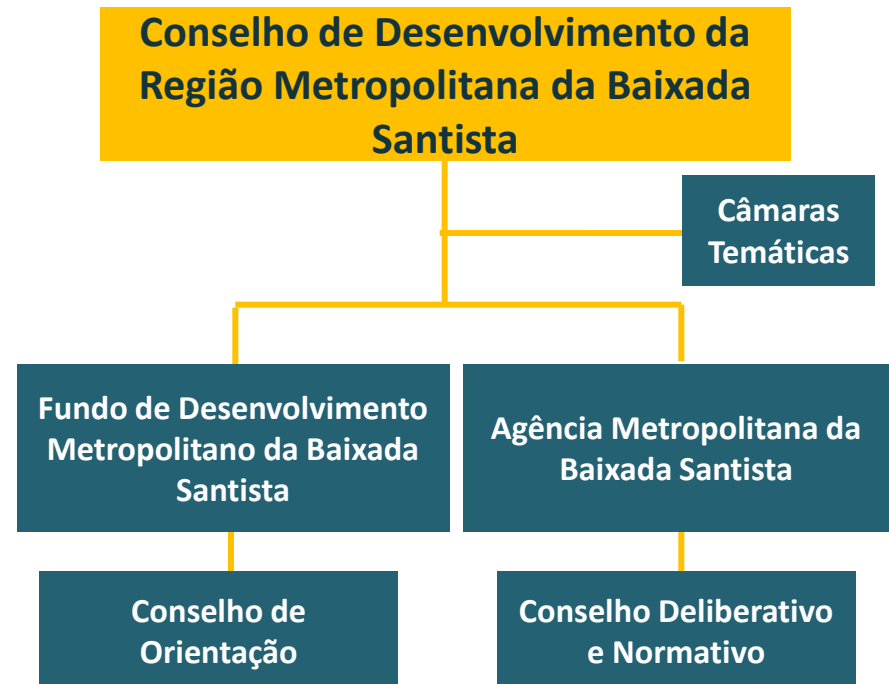 Conselho de Desenvolvimento da
Região Metropolitana da Baixada
Santista
Câmaras
Temáticas
Fundo de Desenvolvimento
Metropolitano da Baixada
Santista
Agência Metropolitana da
Baixada Santista
Conselho de
Orientação
Conselho Deliberativo
e Normativo